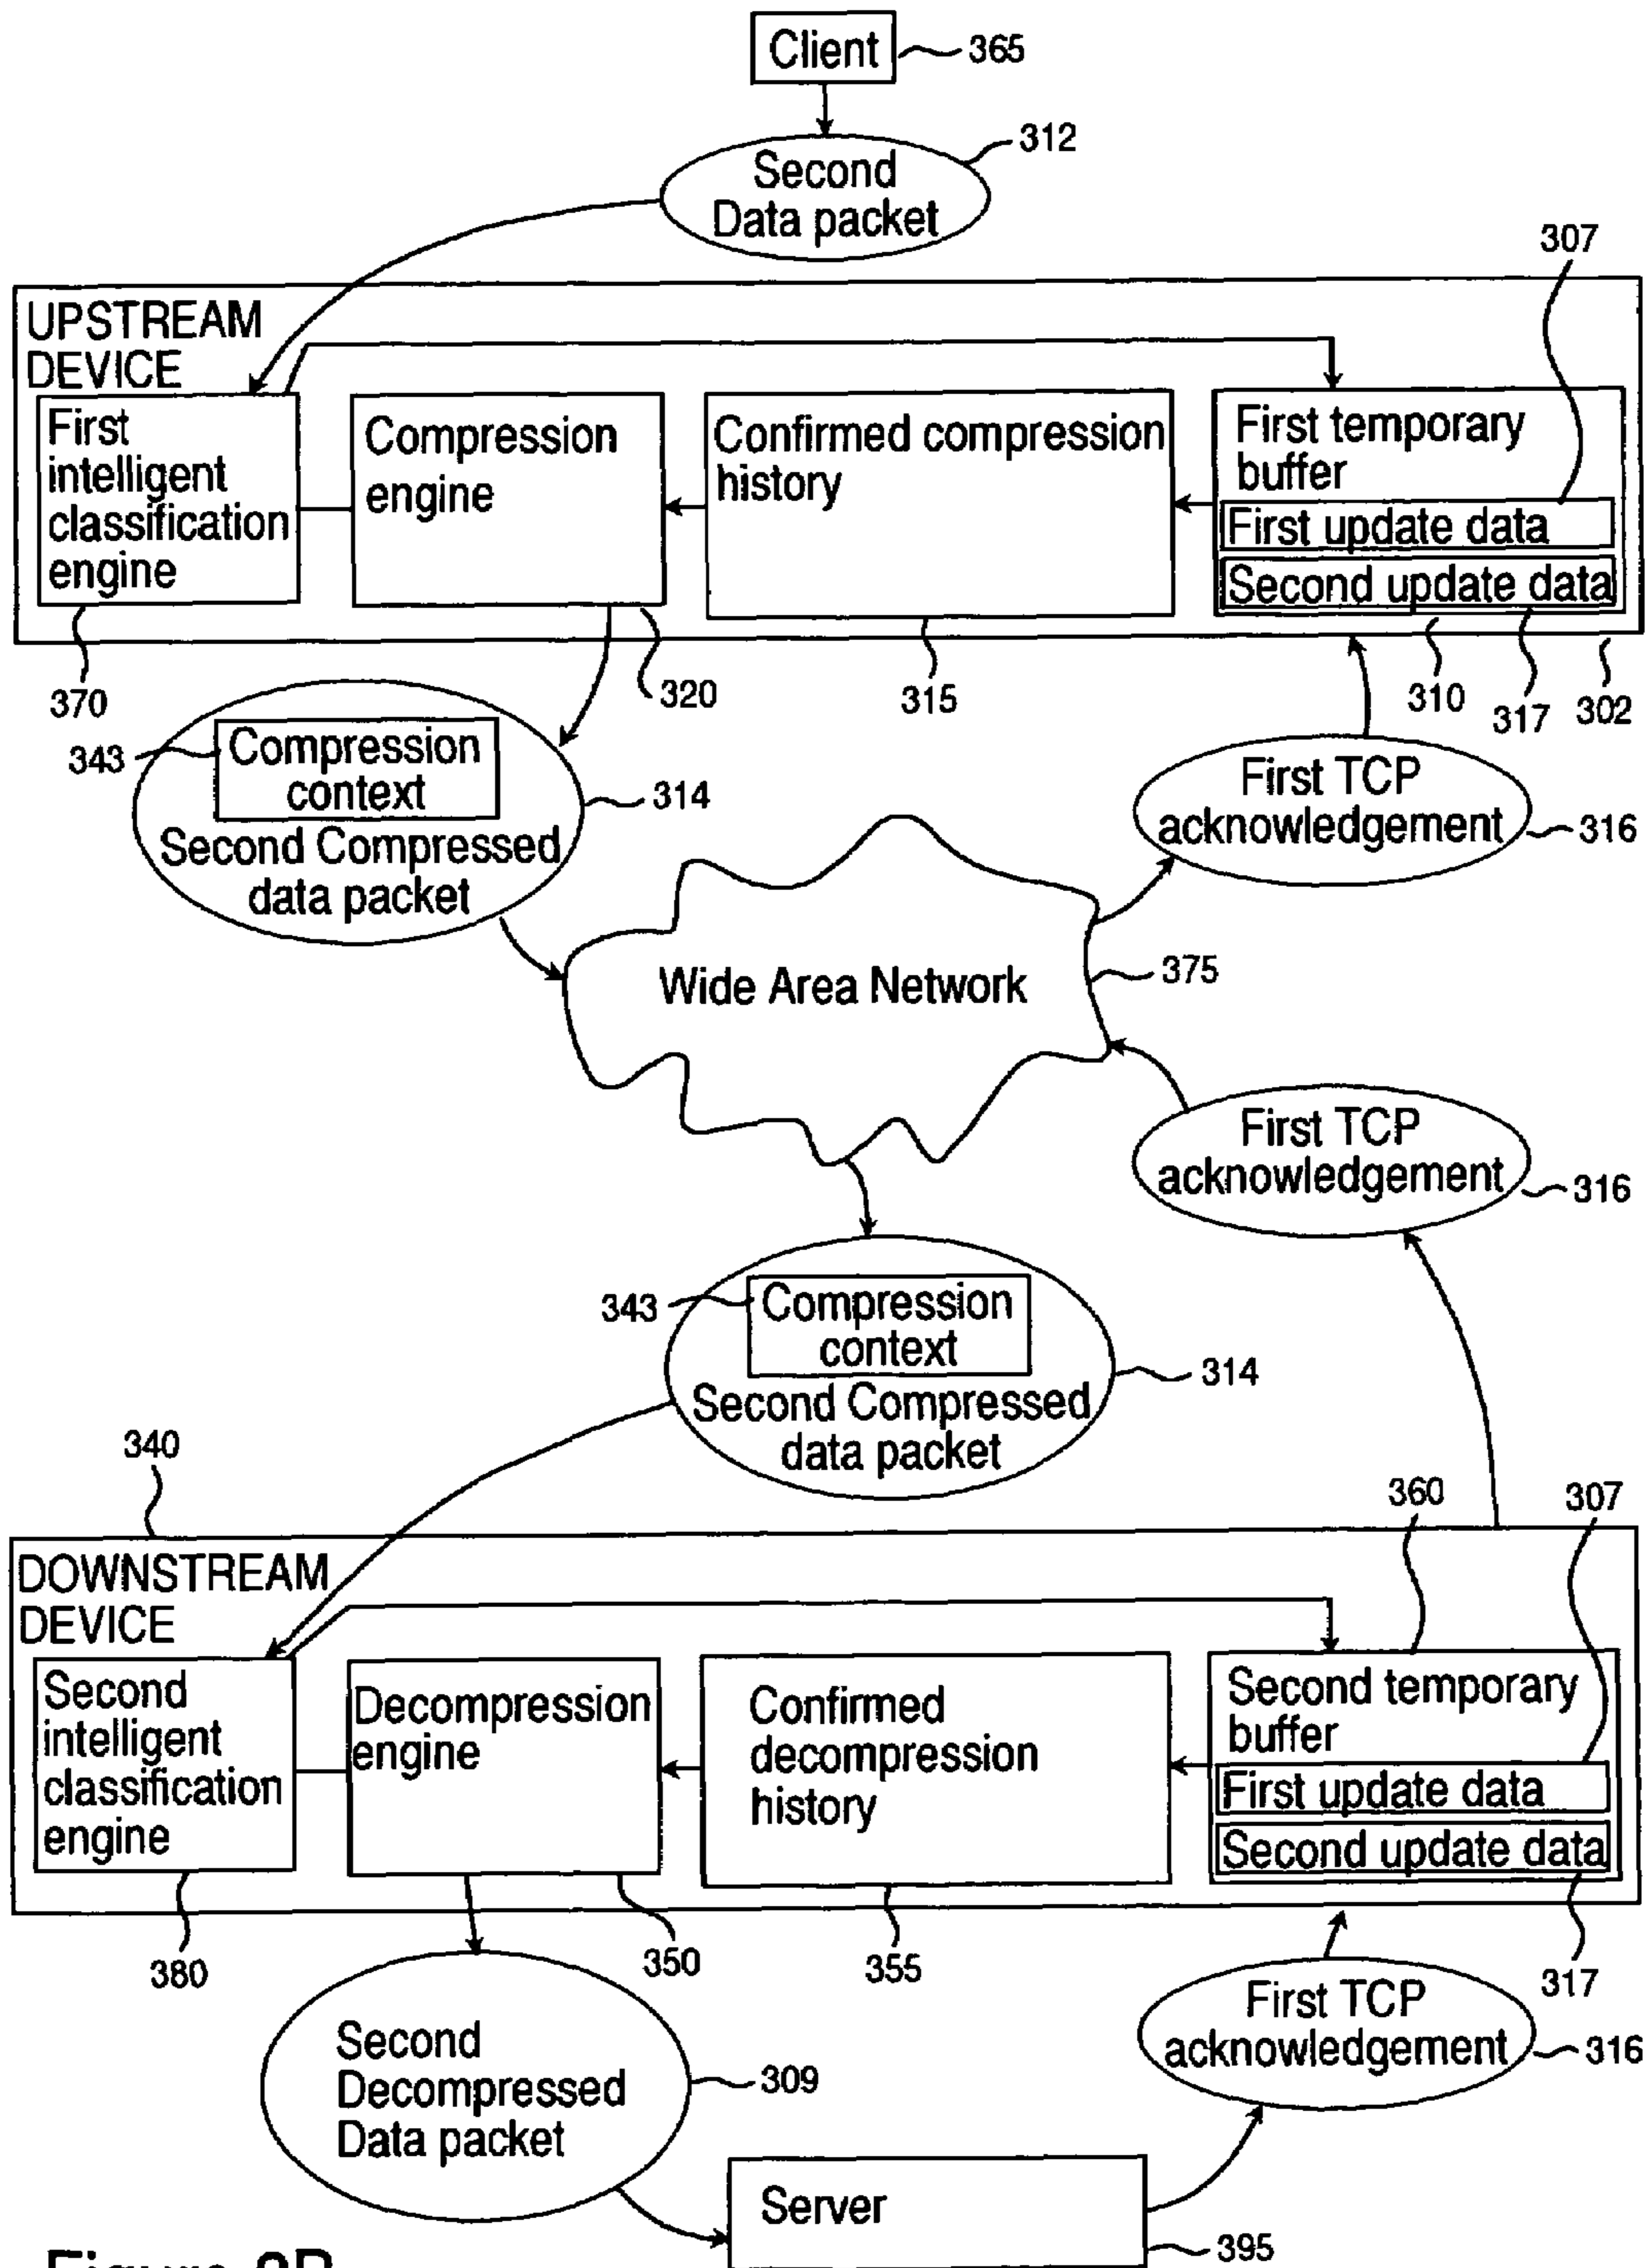 Client
365
312
Second
Data packet
307
UPSTREAM
DEVICE
First
intelligent
classification
engine
Compression
engine
Confirmed compression
history
First temporary
buffer
First update data
Second update data
370
320
315
310
317
302
343
Compression
context
314
Second Compressed
data packet
First TCP
acknowledgement
316
Wide Area Network
375
First TCP
acknowledgement
316
343
Compression
context
314
Second Compressed
data packet
340
360
307
DOWNSTREAM
DEVICE
Second
intelligent
classification
engine
Decompression
engine
Confirmed
decompression
history
Second temporary
buffer
First update data
Second update data
380
350
355
317
First TCP
acknowledgement
316
Second
Decompressed
Data packet
309
Server
395